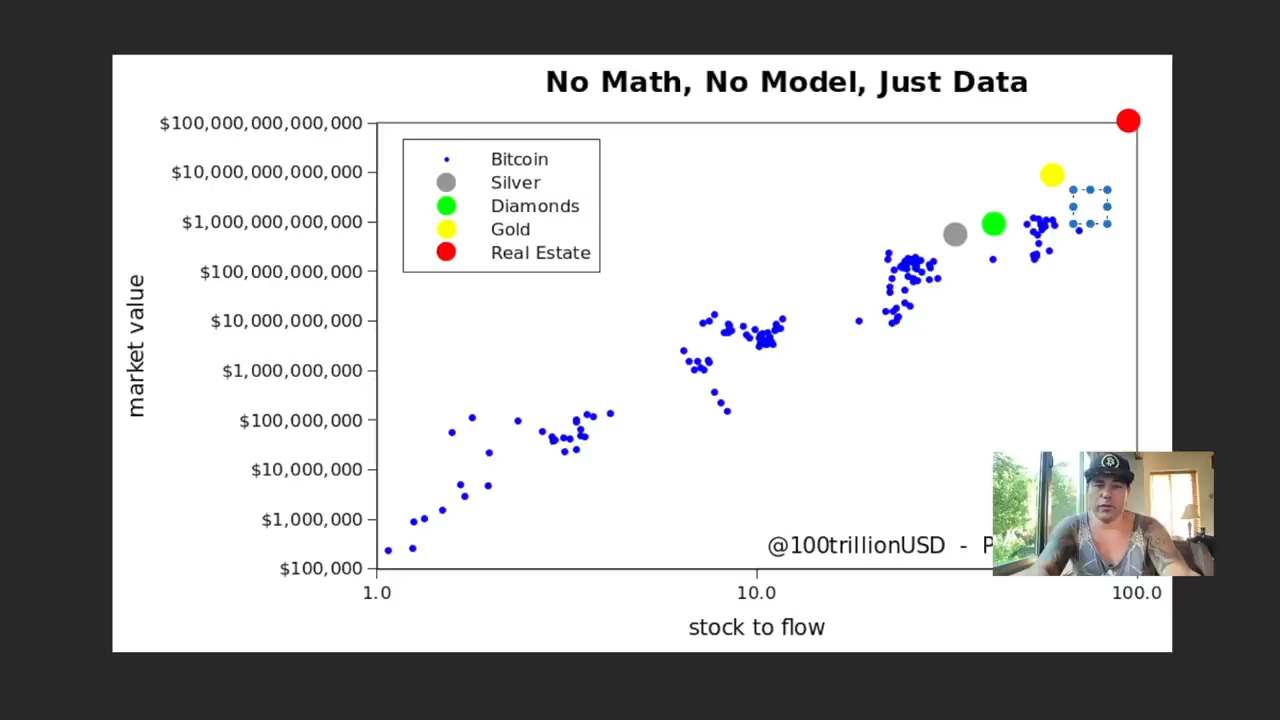 No Math, No Model, Just Data
$100,000,000,000,000
$10,000,000,000,000
$1,000,000,000,000
$100,000,000,000
$10,000,000,000
$1,000,000,000
$100,000,000
$10,000,000
$1,000,000
$100,000
market value
Bitcoin
Silver
Diamonds
Gold
Real Estate
@100trillionUSD - P
1.0
10.0
100.0
stock to flow